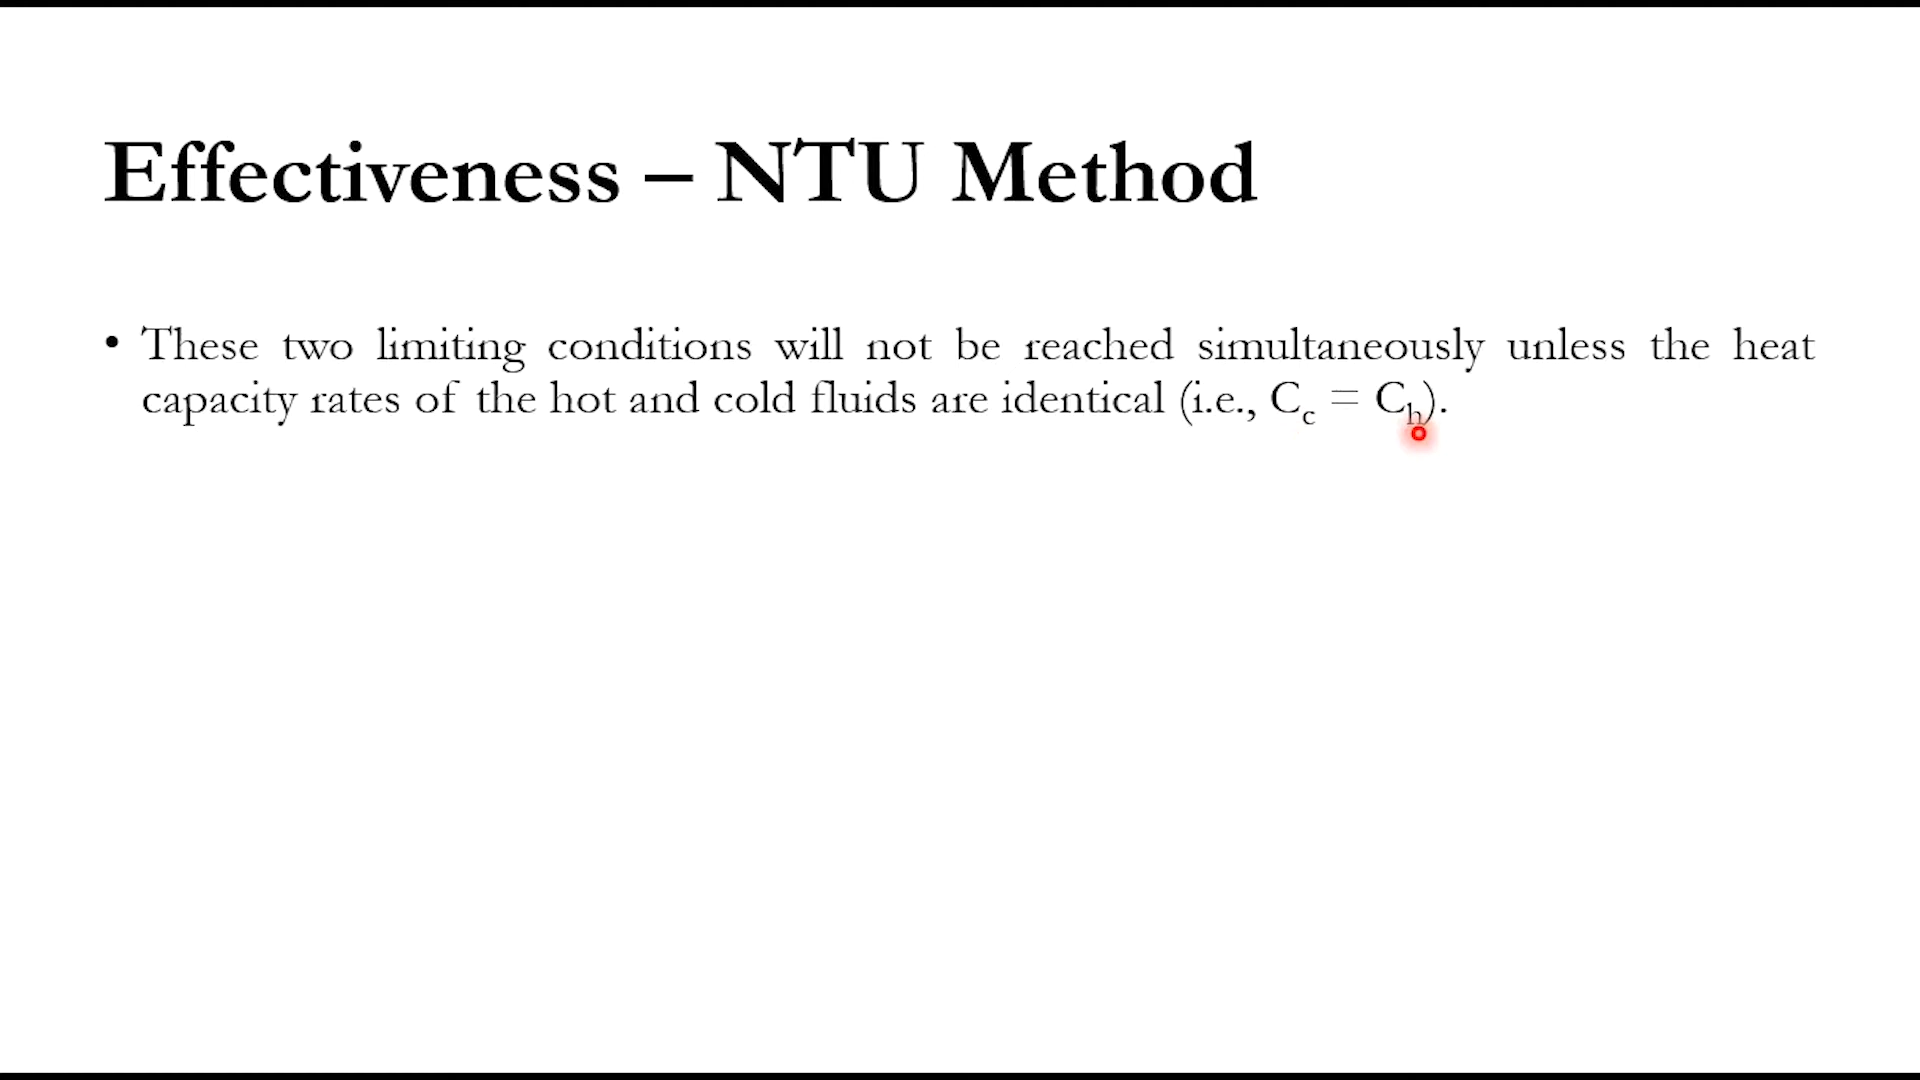 Effectiveness – NTU Method
• These two limiting conditions will not be reached simultaneously unless the heat
capacity rates of the hot and cold fluids are identical (i.e., C_c = C_h).